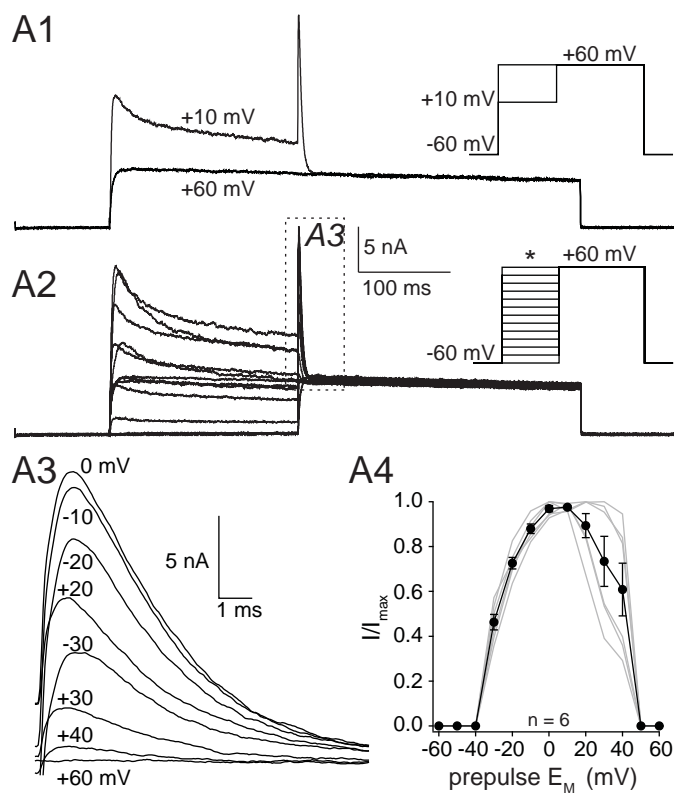 A1
+10 mV
+60 mV
+60 mV
+10 mV
-60 mV
A2
A3
5 nA
100 ms
*
+60 mV
-60 mV
A3
0 mV
-10
-20
+20
-30
+30
+40
+60 mV
5 nA
1 ms
A4
I/Imax
1.0
0.8
0.6
0.4
0.2
0.0
n = 6
-60 -40 -20 0 20 40 60
prepulse EM (mV)